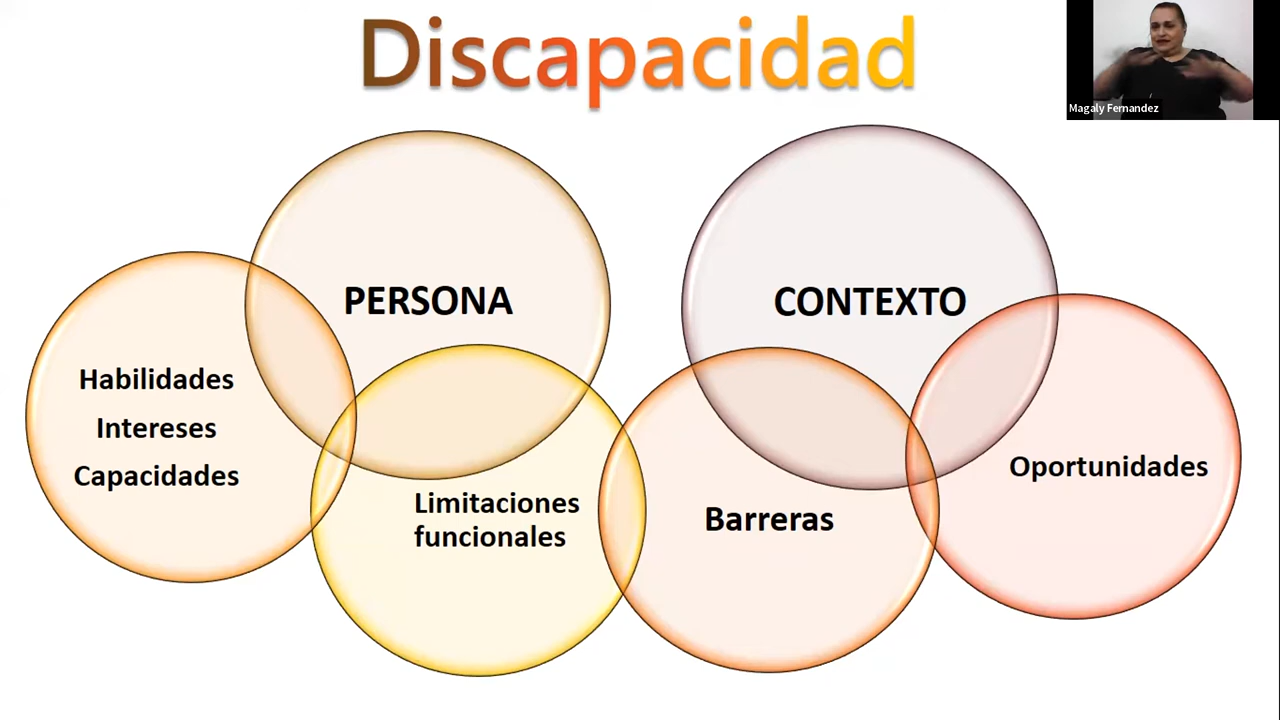 Discapacidad
Magaly Fernandez
PERSONA
CONTEXTO
Habilidades
Intereses
Capacidades
Limitaciones
funcionales
Barreras
Oportunidades